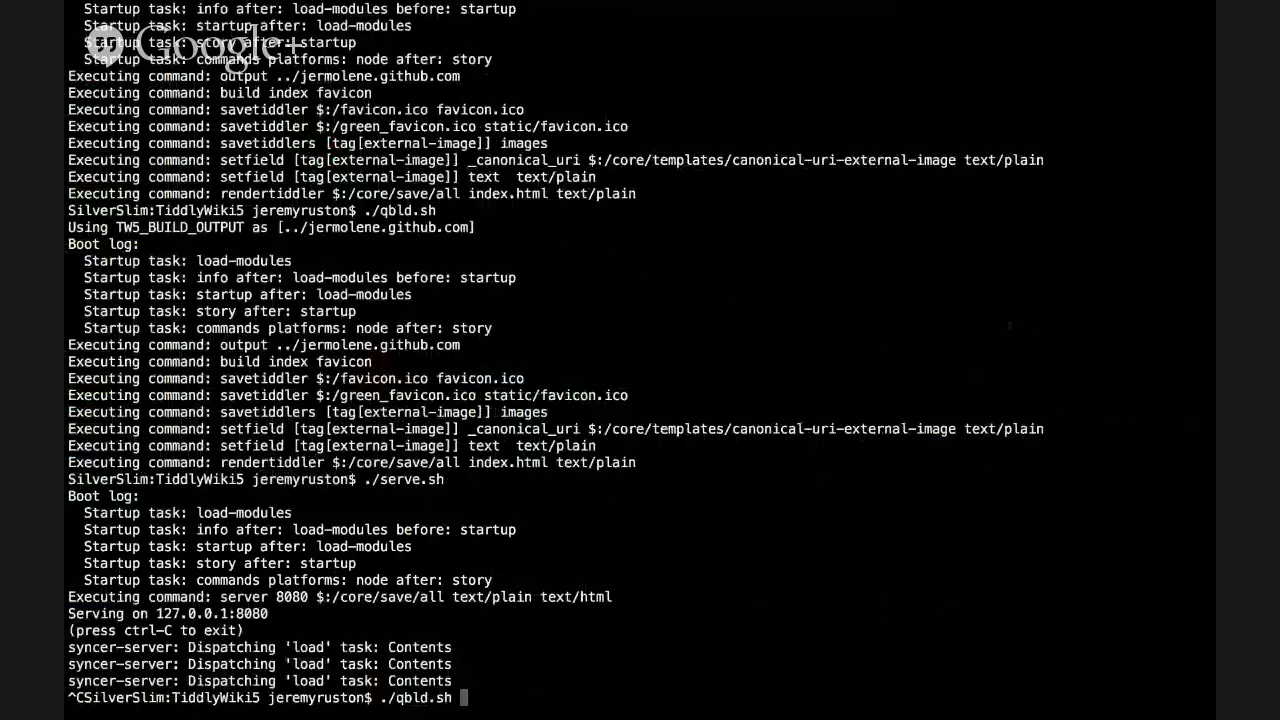 Startup task: info after: load-modules before: startup
Startup task: startup after: load-modules
Startup task: story after: startup
Google+
Startup task: commands platforms: node after: story
Executing command: output ../jermolene.github.com
Executing command: build index favicon
Executing command: savetiddler $:/favicon.ico favicon.ico
Executing command: savetiddler $:/green_favicon.ico static/favicon.ico
Executing command: savetiddlers [tag[external-image]] images
Executing command: setfield [tag[external-image]] _canonical_uri $:/core/templates/canonical-uri-external-image text/plain
Executing command: setfield [tag[external-image]] text  text/plain
Executing command: rendertiddler $:/core/save/all index.html text/plain
SilverSlim:TiddlyWiki5 jeremyruston$ ./qbld.sh
Using TW5_BUILD_OUTPUT as [../jermolene.github.com]
Boot log:
Startup task: load-modules
Startup task: info after: load-modules before: startup
Startup task: startup after: load-modules
Startup task: story after: startup
Startup task: commands platforms: node after: story
Executing command: output ../jermolene.github.com
Executing command: build index favicon
Executing command: savetiddler $:/favicon.ico favicon.ico
Executing command: savetiddler $:/green_favicon.ico static/favicon.ico
Executing command: savetiddlers [tag[external-image]] images
Executing command: setfield [tag[external-image]] _canonical_uri $:/core/templates/canonical-uri-external-image text/plain
Executing command: setfield [tag[external-image]] text  text/plain
Executing command: rendertiddler $:/core/save/all index.html text/plain
SilverSlim:TiddlyWiki5 jeremyruston$ ./serve.sh
Boot log:
Startup task: load-modules
Startup task: info after: load-modules before: startup
Startup task: startup after: load-modules
Startup task: story after: startup
Startup task: commands platforms: node after: story
Executing command: server 8080 $:/core/save/all text/plain text/html
Serving on 127.0.0.1:8080
(press ctrl-C to exit)
syncer-server: Dispatching 'load' task: Contents
syncer-server: Dispatching 'load' task: Contents
syncer-server: Dispatching 'load' task: Contents
^CSilverSlim:TiddlyWiki5 jeremyruston$ ./qbld.sh